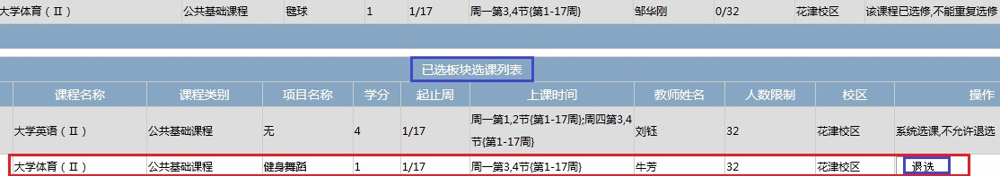 大学体育（Ⅱ） 公共基础课程 毽球 1 1/17 周一第3,4节{第1-17周} 邹华刚 0/32 花津校区 该课程已选修,不能重复选修
已选板块选课列表
课程名称 课程类别 项目名称 学分 起止周 上课时间 教师姓名 人数限制 校区 操作
大学英语（Ⅱ） 公共基础课程 无 4 1/17 周一第1,2节{第1-17周};周四第3,4
节{第1-17周} 刘钰 32 花津校区 系统选课,不允许退选
大学体育（Ⅱ） 公共基础课程 健身舞蹈 1 1/17 周一第3,4节{第1-17周} 牛芳 32 花津校区 退选